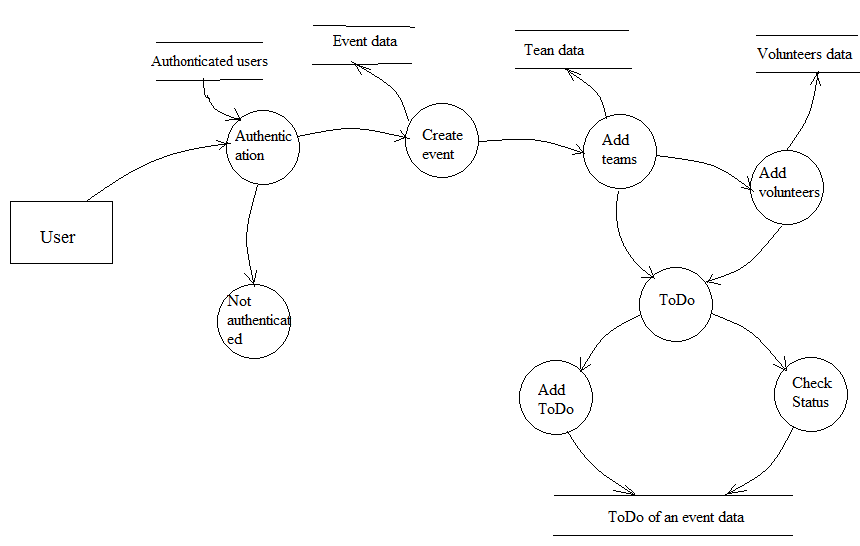 Authonticated users
Event data
Tean data
Volunteers data
Authentic
ation
Create
event
Add
teams
Add
volunteers
User
Not
authenticat
ed
ToDo
Add
ToDo
Check
Status
ToDo of an event data